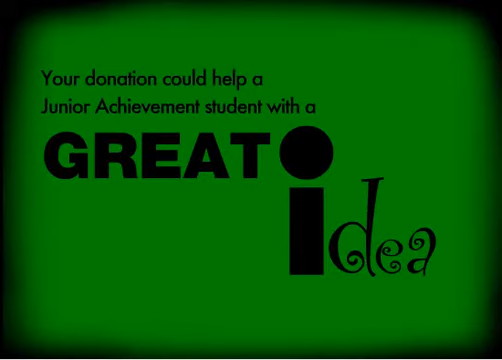 Your donation could help a
Junior Achievement student with a
GREAT
idea